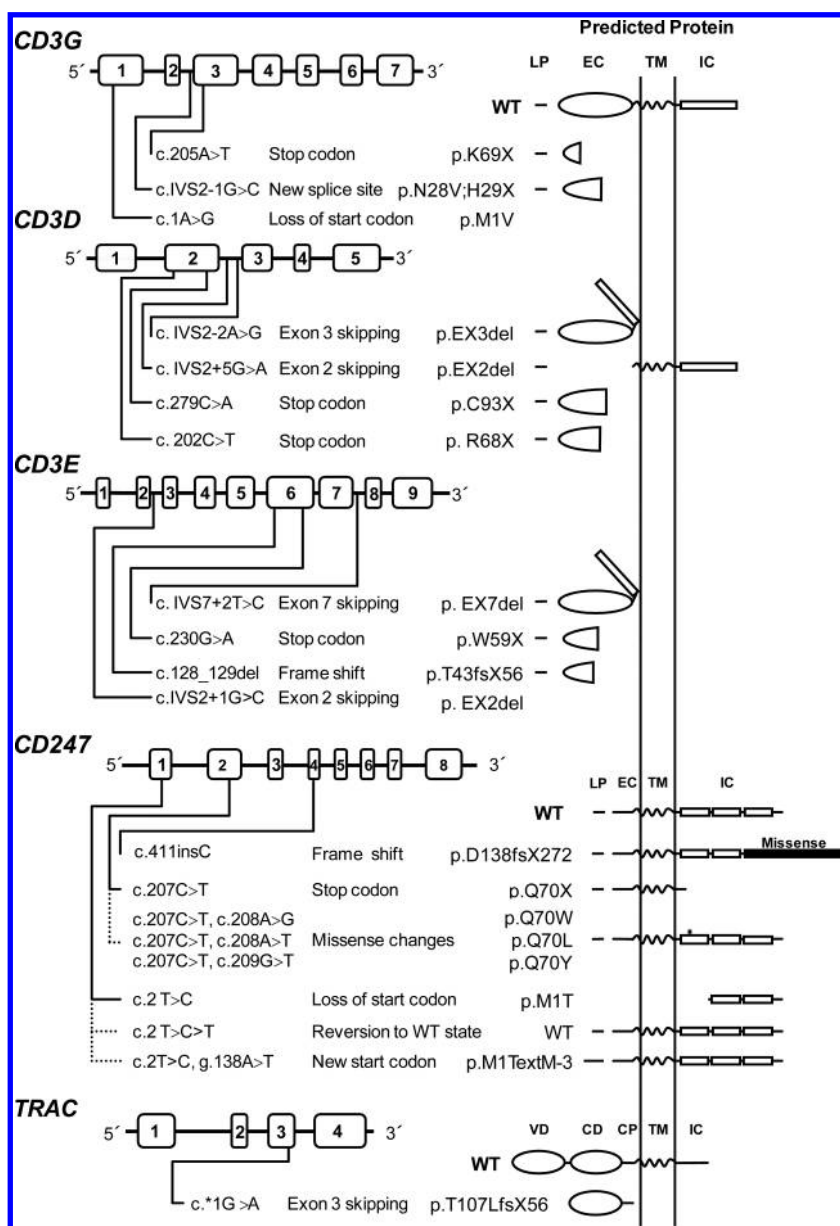 Predicted Protein
CD3G
LP EC TM IC
5´ 1 2 3 4 5 6 7 3´
WT
c.205A>T Stop codon p.K69X
c.IVS2-1G>C New splice site p.N28V;H29X
c.1A>G Loss of start codon p.M1V
CD3D
5´ 1 2 3 4 5 3´
c. IVS2-2A>G Exon 3 skipping p.EX3del
c. IVS2+5G>A Exon 2 skipping p.EX2del
c.279C>A Stop codon p.C93X
c. 202C>T Stop codon p. R68X
CD3E
5´ 1 2 3 4 5 6 7 8 9 3´
c. IVS7+2T>C Exon 7 skipping p. EX7del
c.230G>A Stop codon p.W59X
c.128_129del Frame shift p.T43fsX56
c.IVS2+1G>C Exon 2 skipping p. EX2del
CD247
5´ 1 2 3 4 5 6 7 8 3´
LP EC TM IC
WT
Missense
c.411insC Frame shift p.D138fsX272
c.207C>T Stop codon p.Q70X
c.207C>T, c.208A>G p.Q70W
c.207C>T, c.208A>T Missense changes p.Q70L *
c.207C>T, c.209G>T p.Q70Y
c.2 T>C Loss of start codon p.M1T
c.2 T>C>T Reversion to WT state WT
c.2T>C, g.138A>T New start codon p.M1TextM-3
TRAC
5´ 1 2 3 4 3´
VD CD CP TM IC
WT
c.*1G >A Exon 3 skipping p.T107LfsX56